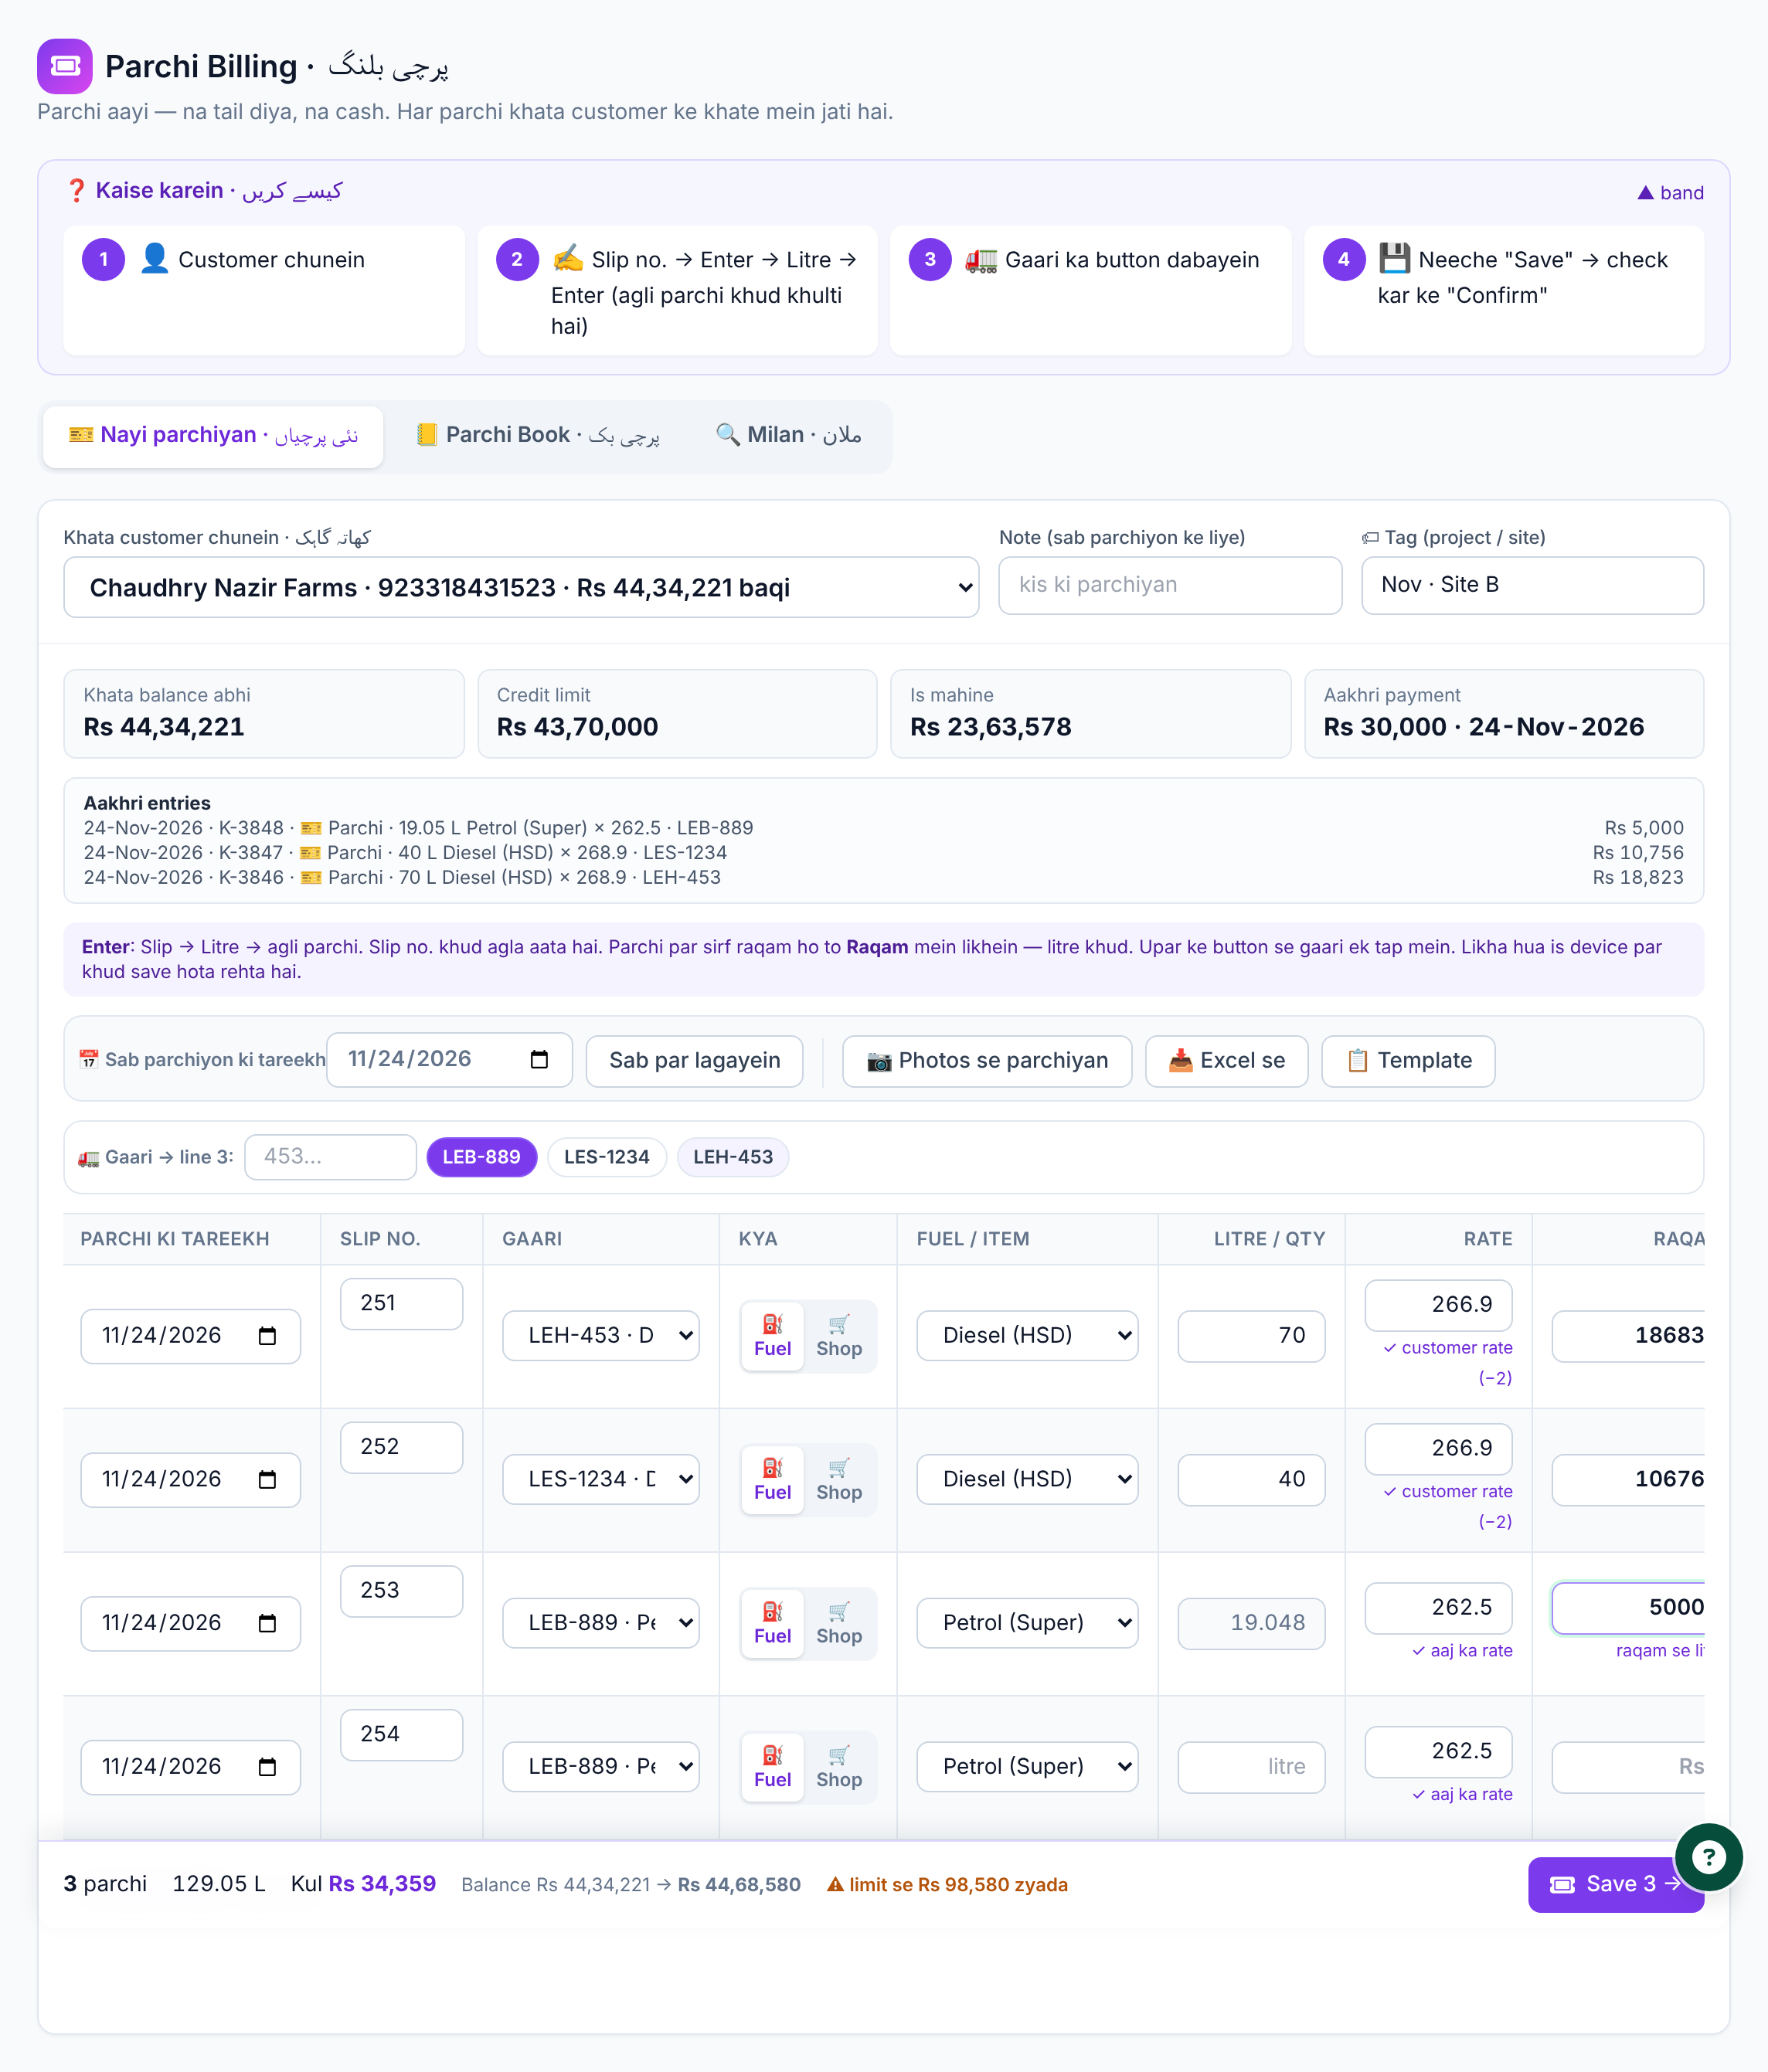 Parchi Billing · پرچی بلنگ
Parchi aayi — na tail diya, na cash. Har parchi khata customer ke khate mein jati hai.
❓ Kaise karein · کیسے کریں
▲ band
1 👤 Customer chunein
2 ✍️ Slip no. → Enter → Litre →
Enter (agli parchi khud khulti
hai)
3 🚛 Gaari ka button dabayein
4 💾 Neeche "Save" → check
kar ke "Confirm"
🎫 Nayi parchiyan · نئی پرچیاں
📒 Parchi Book · پرچی بک
🔍 Milan · ملان
Khata customer chunein · کھاتہ گاہک
Note (sab parchiyon ke liye)
🏷 Tag (project / site)
Chaudhry Nazir Farms · 923318431523 · Rs 44,34,221 baqi
kis ki parchiyan
Nov · Site B
Khata balance abhi
Rs 44,34,221
Credit limit
Rs 43,70,000
Is mahine
Rs 23,63,578
Aakhri payment
Rs 30,000 · 24-Nov-2026
Aakhri entries
24-Nov-2026 · K-3848 · 🎫 Parchi · 19.05 L Petrol (Super) × 262.5 · LEB-889 Rs 5,000
24-Nov-2026 · K-3847 · 🎫 Parchi · 40 L Diesel (HSD) × 268.9 · LES-1234 Rs 10,756
24-Nov-2026 · K-3846 · 🎫 Parchi · 70 L Diesel (HSD) × 268.9 · LEH-453 Rs 18,823
Enter: Slip → Litre → agli parchi. Slip no. khud agla aata hai. Parchi par sirf raqam ho to Raqam mein likhein — litre khud. Upar ke button se gaari ek tap mein. Likha hua is device par
khud save hota rehta hai.
📅 Sab parchiyon ki tareekh 11/24/2026 Sab par lagayein 📷 Photos se parchiyan 📥 Excel se 📋 Template
🚛 Gaari → line 3: 453... LEB-889 LES-1234 LEH-453
PARCHI KI TAREEKH SLIP NO. GAARI KYA FUEL / ITEM LITRE / QTY RATE RAQA
11/24/2026 251 LEH-453 · D ⛽ Fuel 🛒 Shop Diesel (HSD) 70 266.9 18683
✓ customer rate
(−2)
11/24/2026 252 LES-1234 · D ⛽ Fuel 🛒 Shop Diesel (HSD) 40 266.9 10676
✓ customer rate
(−2)
11/24/2026 253 LEB-889 · Pe ⛽ Fuel 🛒 Shop Petrol (Super) 19.048 262.5 5000
✓ aaj ka rate raqam se li
11/24/2026 254 LEB-889 · Pe ⛽ Fuel 🛒 Shop Petrol (Super) litre 262.5 Rs
✓ aaj ka rate
3 parchi 129.05 L Kul Rs 34,359 Balance Rs 44,34,221 → Rs 44,68,580 ⚠ limit se Rs 98,580 zyada Save 3 → ?